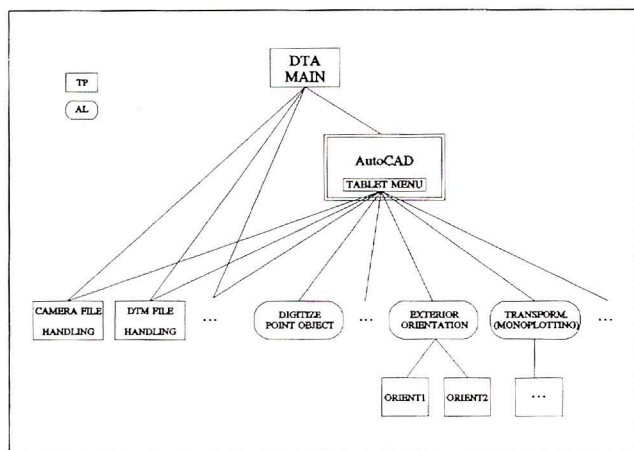 DTA
MAIN
TP
AL
AutoCAD
TABLET MENU
CAMERA FILE
HANDLING
DTM FILE
HANDLING
...
DIGITIZE
POINT OBJECT
...
EXTERIOR
ORIENTATION
TRANSFORM.
(MONOPLOTTING)
...
ORIENT1
ORIENT2
...